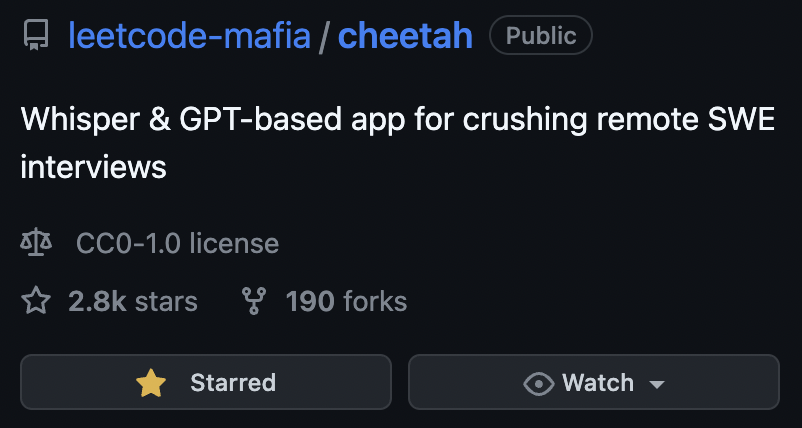 leetcode-mafia / cheetah Public
Whisper & GPT-based app for crushing remote SWE
interviews
CC0-1.0 license
2.8k stars 190 forks
Starred Watch